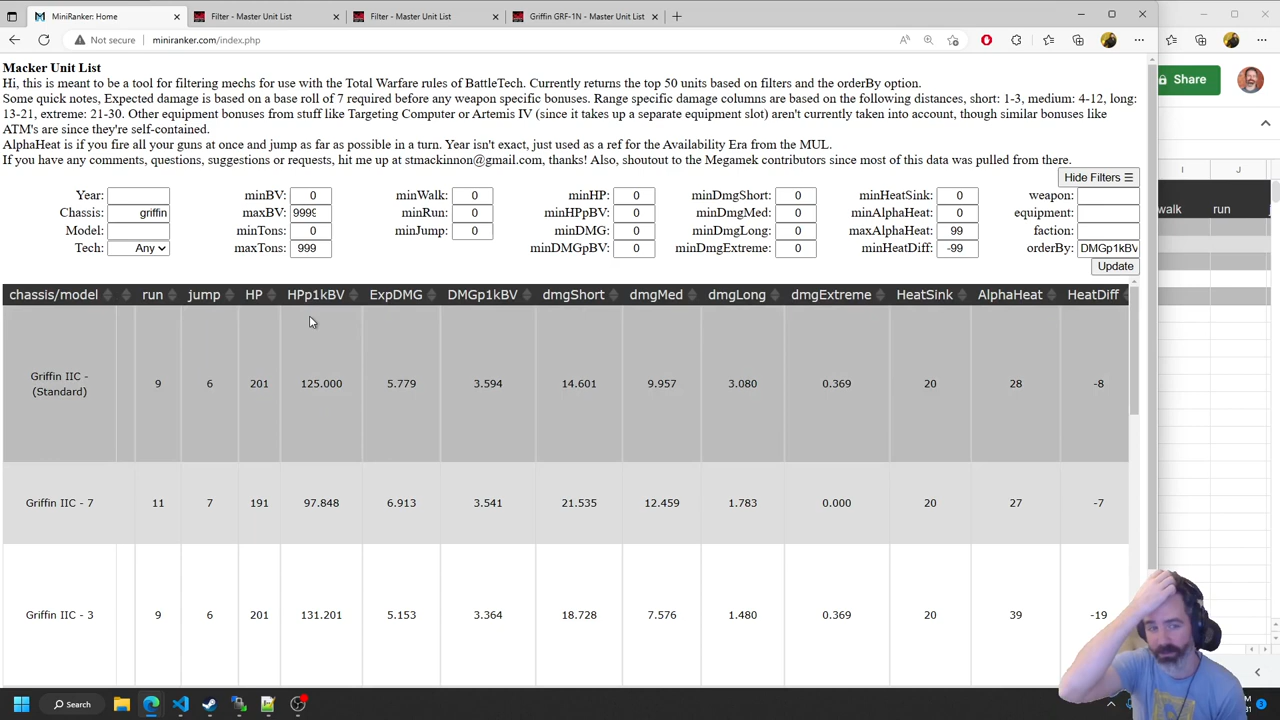 MiniRanker: Home
Filter - Master Unit List
Filter - Master Unit List
Griffin GRF-1N - Master Unit List
Not secure | miniranker.com/index.php
Share
Macker Unit List
Hi, this is meant to be a tool for filtering mechs for use with the Total Warfare rules of BattleTech. Currently returns the top 50 units based on filters and the orderBy option.
Some quick notes, Expected damage is based on a base roll of 7 required before any weapon specific bonuses. Range specific damage columns are based on the following distances, short: 1-3, medium: 4-12, long:
13-21, extreme: 21-30. Other equipment bonuses from stuff like Targeting Computer or Artemis IV (since it takes up a separate equipment slot) aren't currently taken into account, though similar bonuses like
ATM's are since they're self-contained.
AlphaHeat is if you fire all your guns at once and jump as far as possible in a turn. Year isn't exact, just used as a ref for the Availability Era from the MUL.
If you have any comments, questions, suggestions or requests, hit me up at stmackinnon@gmail.com, thanks! Also, shoutout to the Megamek contributors since most of this data was pulled from there.
Hide Filters ☰
I J
Year: minBV: 0 minWalk: 0 minHP: 0 minDmgShort: 0 minHeatSink: 0 weapon:
Chassis: griffin maxBV: 9999 minRun: 0 minHPpBV: 0 minDmgMed: 0 minAlphaHeat: 0 equipment:
Model: minTons: 0 minJump: 0 minDMG: 0 minDmgLong: 0 maxAlphaHeat: 99 faction:
Tech: Any maxTons: 999 minDMGpBV: 0 minDmgExtreme: 0 minHeatDiff: -99 orderBy: DMGp1kBV
walk run
Update
chassis/model run jump HP HPp1kBV ExpDMG DMGp1kBV dmgShort dmgMed dmgLong dmgExtreme HeatSink AlphaHeat HeatDiff
Griffin IIC -
(Standard) 9 6 201 125.000 5.779 3.594 14.601 9.957 3.080 0.369 20 28 -8
Griffin IIC - 7 11 7 191 97.848 6.913 3.541 21.535 12.459 1.783 0.000 20 27 -7
Griffin IIC - 3 9 6 201 131.201 5.153 3.364 18.728 7.576 1.480 0.369 20 39 -19
Search